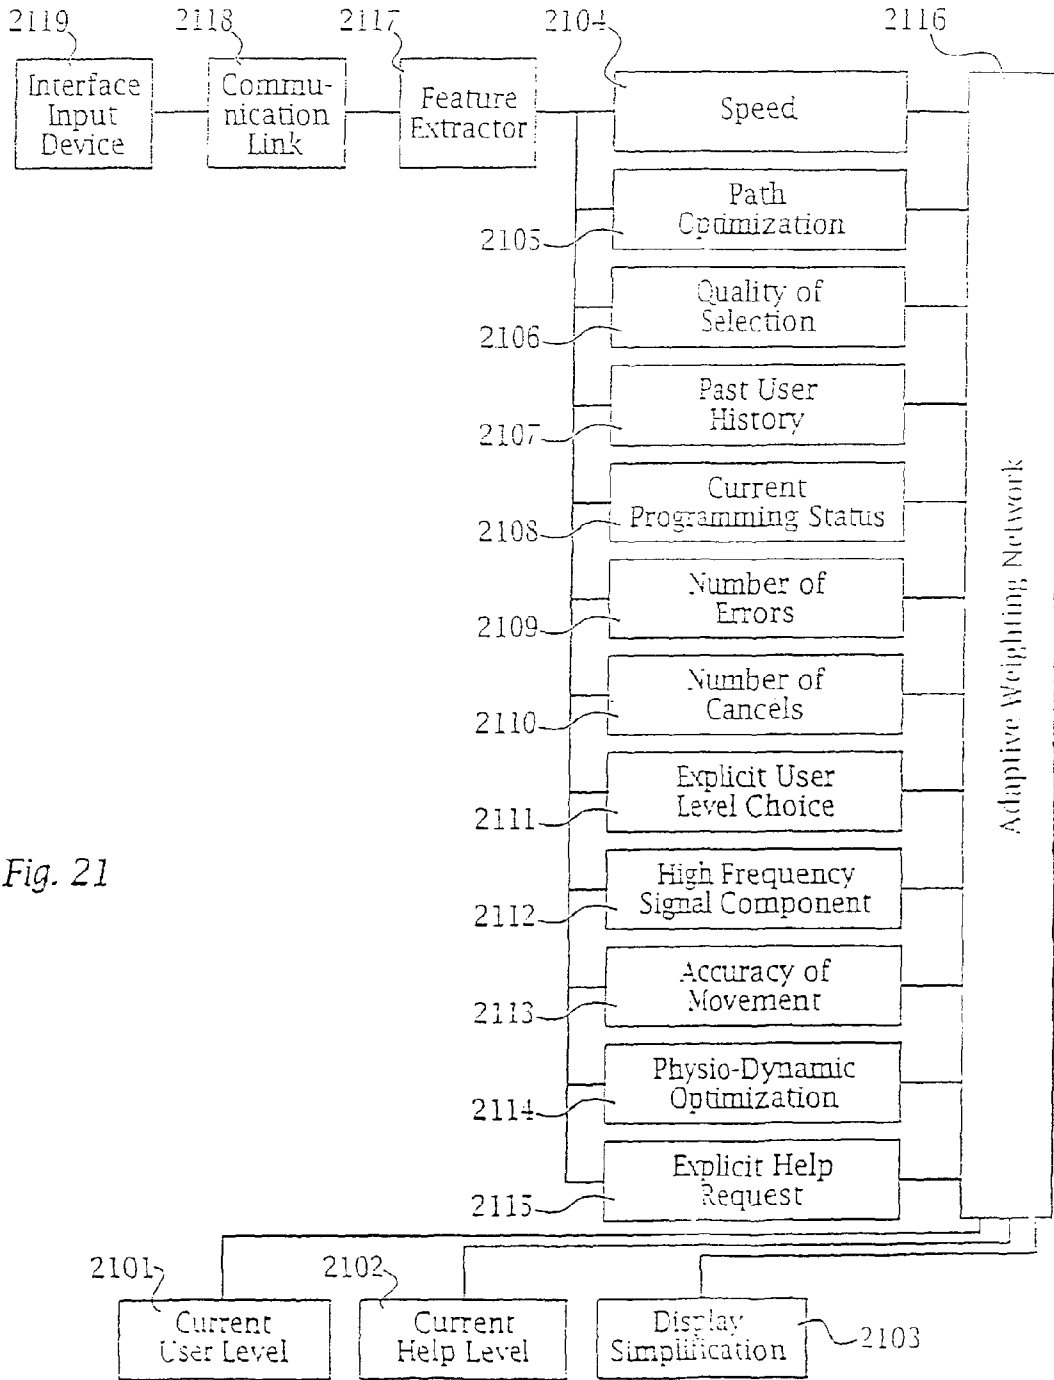 2119
2118
2117
2104
2116
Interface
Input
Device
Commu-
nication
Link
Feature
Extractor
Speed
Path
Optimization
2105
Quality of
Selection
2106
Past User
History
2107
Current
Programming Status
2108
Number of
Errors
2109
Number of
Cancels
2110
Explicit User
Level Choice
2111
High Frequency
Signal Component
2112
Accuracy of
Movement
2113
Physio-Dynamic
Optimization
2114
Explicit Help
Request
2115
Adaptive Weighting Network
Fig. 21
2101
Current
User Level
2102
Current
Help Level
Display
Simplification
2103